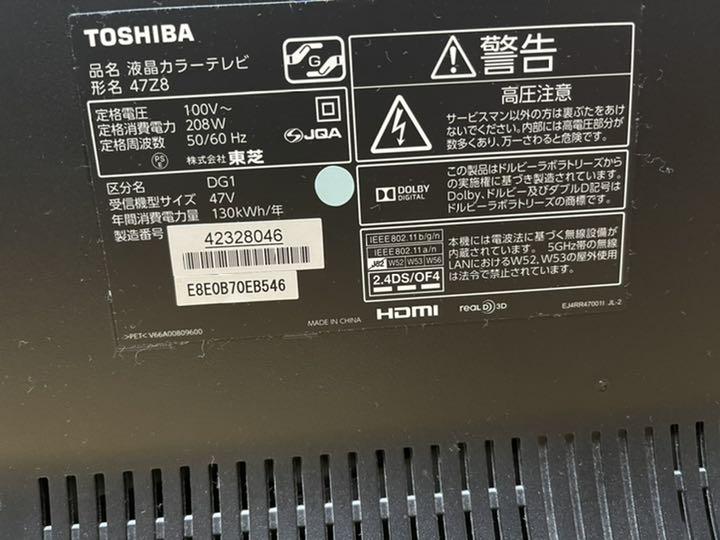 TOSHIBA
品名 液晶カラーテレビ
形名 47Z8
G
定格電圧 100V～
定格消費電力 208W
定格周波数 50/60 Hz
JQA
PSE
株式会社 東芝
区分名 DG1
受信機型サイズ 47V
年間消費電力量 130kWh/年
製造番号
42328046
E8E0B70EB546
>PET< V66A00809600
MADE IN CHINA
警告
高圧注意
サービスマン以外の方は裏ぶたをあけ
ないでください。内部には高電圧部分が
数多くあり、万一さわると危険です。
DOLBY
DIGITAL
この製品はドルビーラボラトリーズから
の実施権に基づき製造されています。
Dolby、ドルビー及びダブルD記号は
ドルビーラボラトリーズの商標です。
IEEE802.11b/g/n
IEEE802.11a/n
J52 W52 W53 W56
2.4DS/OF4
本機には電波法に基づく無線設備が
内蔵されています。 5GHz帯の無線
LANにおけるW52、W53の屋外使用
は法令で禁止されています。
HDMI
REAL D 3D
EJ4RR47001I JL-2